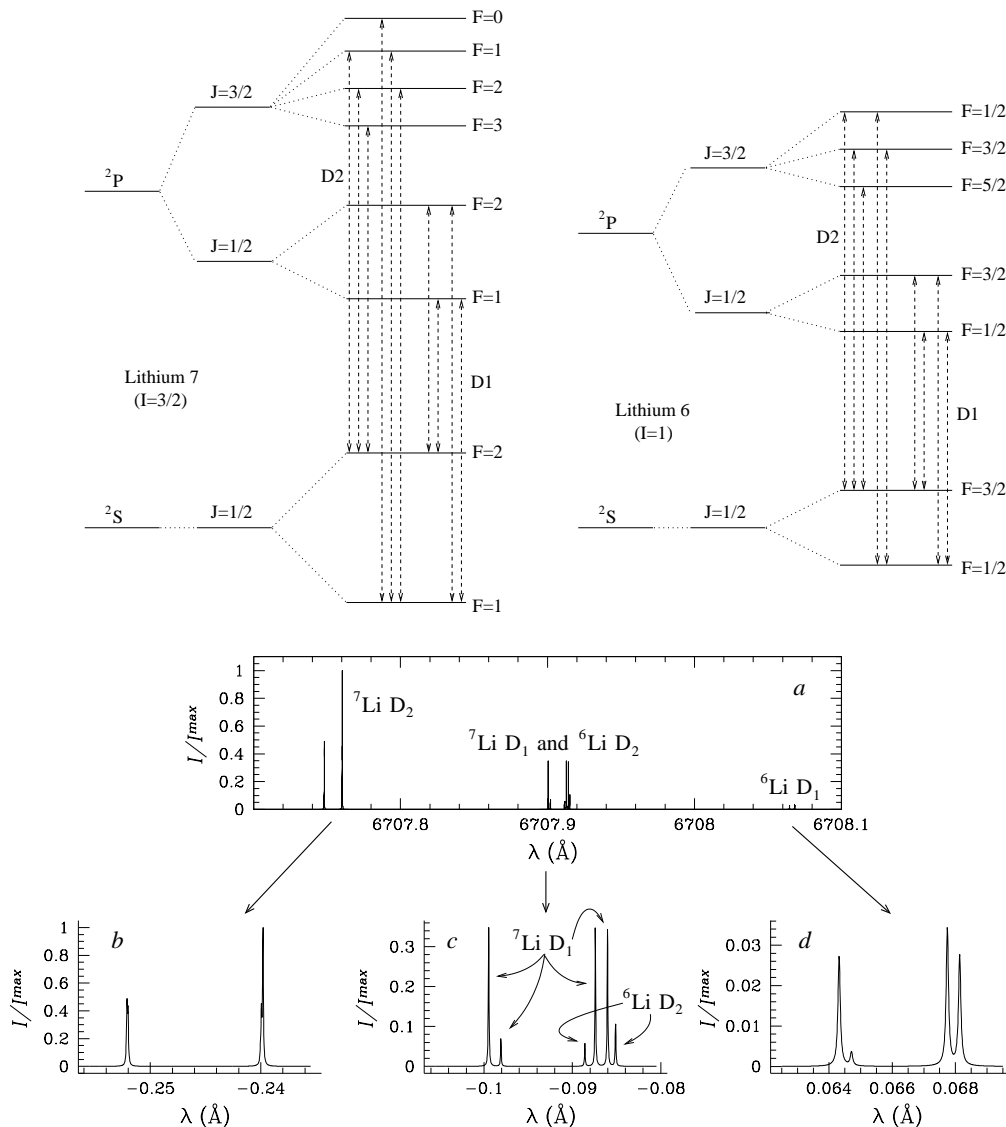 F=0
F=1
J=3/2
F=2
F=3
D2
²P
F=2
J=1/2
F=1
Lithium 7
(I=3/2)
D1
F=2
²S
J=1/2
F=1
F=1/2
J=3/2
F=3/2
F=5/2
²P
D2
F=3/2
J=1/2
F=1/2
Lithium 6
(I=1)
D1
F=3/2
²S
J=1/2
F=1/2
1
0.8
0.6
0.4
0.2
0
I/Iᵐᵃˣ
⁷Li D₂
⁷Li D₁ and ⁶Li D₂
a
⁶Li D₁
6707.8 6707.9 6708 6708.1
λ (Å)
1
0.8
0.6
0.4
0.2
0
I/Iᵐᵃˣ
b
−0.25 −0.24
λ (Å)
0.3
0.2
0.1
0
I/Iᵐᵃˣ
c
⁷Li D₁
⁶Li D₂
−0.1 −0.09 −0.08
λ (Å)
0.03
0.02
0.01
0
I/Iᵐᵃˣ
d
0.064 0.066 0.068
λ (Å)